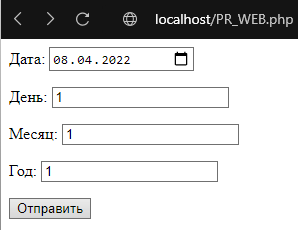 localhost/PR_WEB.php
Дата: 08.04.2022
День: 1
Месяц: 1
Год: 1
Отправить